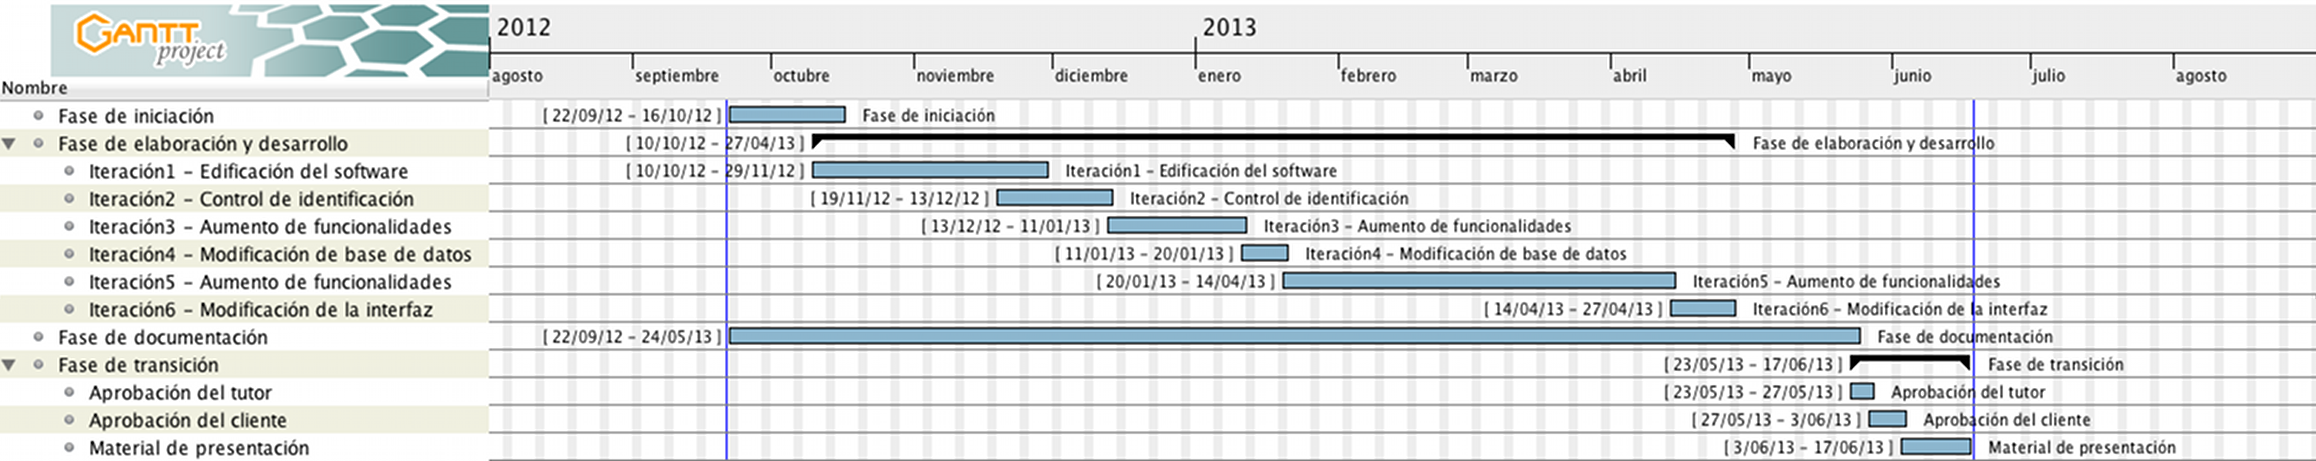 GANTT
project
2012 2013
agosto septiembre octubre noviembre diciembre enero febrero marzo abril mayo junio julio agosto
Nombre
Fase de iniciación [ 22/09/12 - 16/10/12 ] Fase de iniciación
Fase de elaboración y desarrollo [ 10/10/12 - 27/04/13 ] Fase de elaboración y desarrollo
Iteración1 - Edificación del software [ 10/10/12 - 29/11/12 ] Iteración1 - Edificación del software
Iteración2 - Control de identificación [ 19/11/12 - 13/12/12 ] Iteración2 - Control de identificación
Iteración3 - Aumento de funcionalidades [ 13/12/12 - 11/01/13 ] Iteración3 - Aumento de funcionalidades
Iteración4 - Modificación de base de datos [ 11/01/13 - 20/01/13 ] Iteración4 - Modificación de base de datos
Iteración5 - Aumento de funcionalidades [ 20/01/13 - 14/04/13 ] Iteración5 - Aumento de funcionalidades
Iteración6 - Modificación de la interfaz [ 14/04/13 - 27/04/13 ] Iteración6 - Modificación de la interfaz
Fase de documentación [ 22/09/12 - 24/05/13 ] Fase de documentación
Fase de transición [ 23/05/13 - 17/06/13 ] Fase de transición
Aprobación del tutor [ 23/05/13 - 27/05/13 ] Aprobación del tutor
Aprobación del cliente [ 27/05/13 - 3/06/13 ] Aprobación del cliente
Material de presentación [ 3/06/13 - 17/06/13 ] Material de presentación